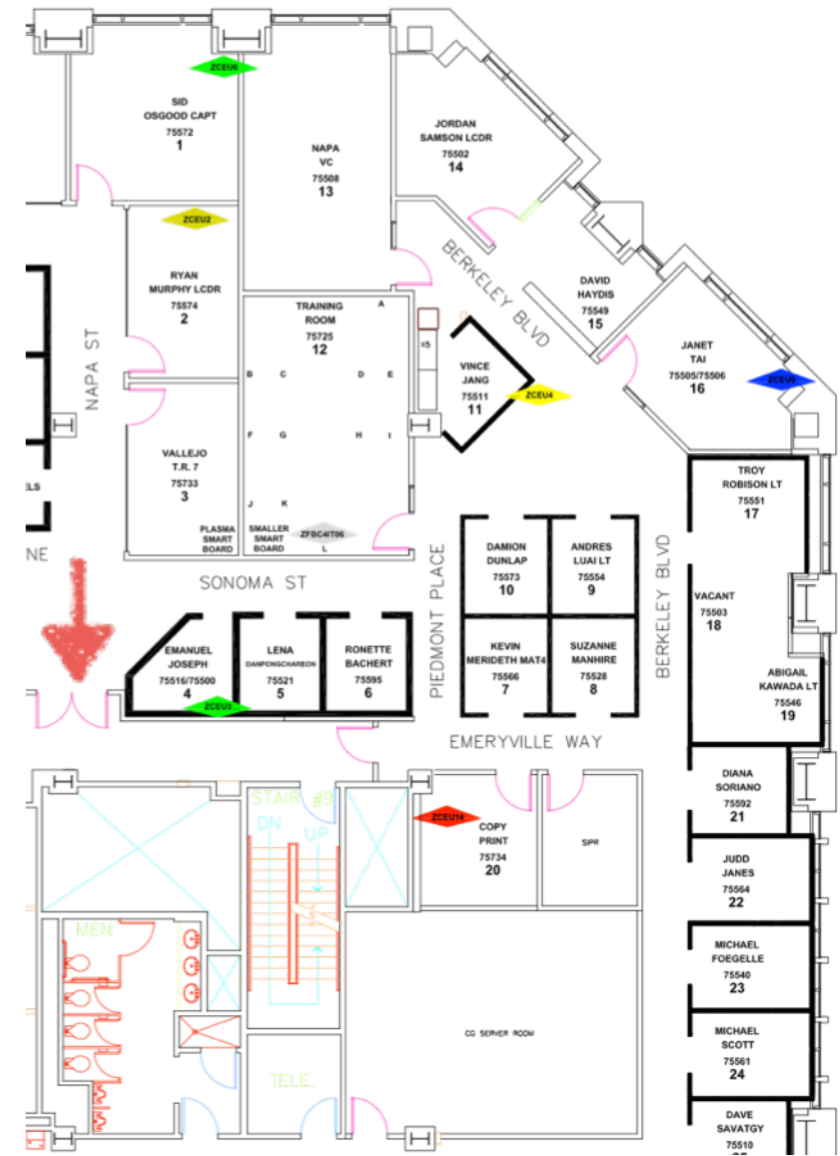 ZCEU6
SID
OSGOOD CAPT
75572
1
NAPA
VC
75508
13
JORDAN
SAMSON LCDR
75502
14
ZCEU2
RYAN
MURPHY LCDR
75574
2
NAPA ST
BERKELEY BLVD
DAVID
HAYDIS
75549
15
TRAINING
ROOM
75725
12
A
B C D E
F G H I
J K
L
X5
VINCE
JANG
75511
11
ZCEU4
JANET
TAI
75505/75506
16
ZCEU5
VALLEJO
T.R. 7
75733
3
PLASMA
SMART
BOARD
SMALLER
SMART
BOARD
ZFBC4IT06
ELS
NE
SONOMA ST
TROY
ROBISON LT
75551
17
DAMION
DUNLAP
75573
10
ANDRES
LUAI LT
75554
9
PIEDMONT PLACE
BERKELEY BLVD
VACANT
75503
18
EMANUEL
JOSEPH
75516/75500
4
LENA
DANPONGCHAREON
75521
5
RONETTE
BACHERT
75595
6
KEVIN
MERIDETH MAT4
75566
7
SUZANNE
MANHIRE
75528
8
ABIGAIL
KAWADA LT
75546
19
ZCEU3
EMERYVILLE WAY
DIANA
SORIANO
75592
21
STAIR #9
DN
UP
ZCEU14
COPY
PRINT
75734
20
SIPR
JUDD
JANES
75564
22
MEN
MICHAEL
FOEGELLE
75540
23
CG SERVER ROOM
MICHAEL
SCOTT
75561
24
TELE.
DAVE
SAVATGY
75510